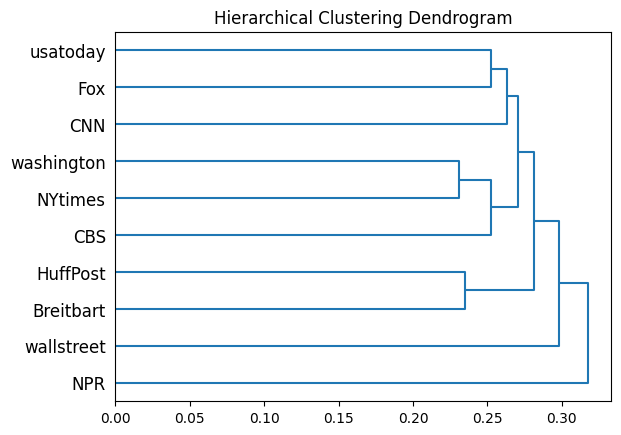 Hierarchical Clustering Dendrogram
usatoday
Fox
CNN
washington
NYtimes
CBS
HuffPost
Breitbart
wallstreet
NPR
0.00 0.05 0.10 0.15 0.20 0.25 0.30